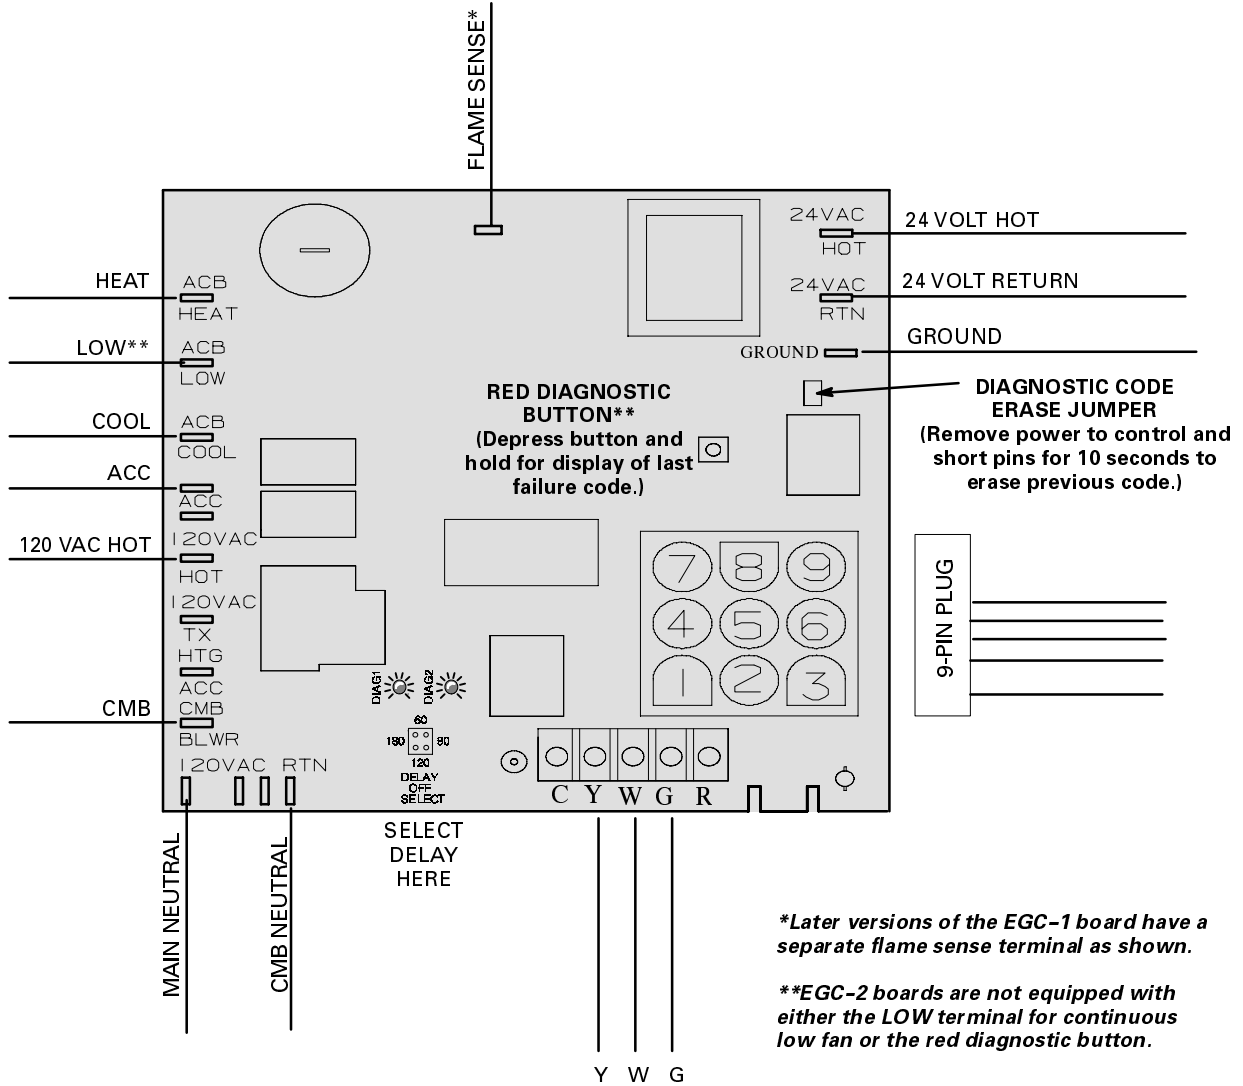 FLAME SENSE*
24VAC
HOT
24 VOLT HOT
24VAC
RTN
24 VOLT RETURN
GROUND
GROUND
HEAT
ACB
HEAT
LOW**
ACB
LOW
COOL
ACB
COOL
ACC
ACC
120 VAC HOT
120VAC
HOT
120VAC
TX
HTG
ACC
CMB
CMB
BLWR
120VAC RTN
RED DIAGNOSTIC
BUTTON**
(Depress button and
hold for display of last
failure code.)
DIAGNOSTIC CODE
ERASE JUMPER
(Remove power to control and
short pins for 10 seconds to
erase previous code.)
7 8 9
4 5 6
1 2 3
9-PIN PLUG
DIAG1
DIAG2
60
180 90
120
DELAY
OFF
SELECT
C Y W G R
SELECT
DELAY
HERE
MAIN NEUTRAL
CMB NEUTRAL
*Later versions of the EGC-1 board have a
separate flame sense terminal as shown.
**EGC-2 boards are not equipped with
either the LOW terminal for continuous
low fan or the red diagnostic button.
Y W G